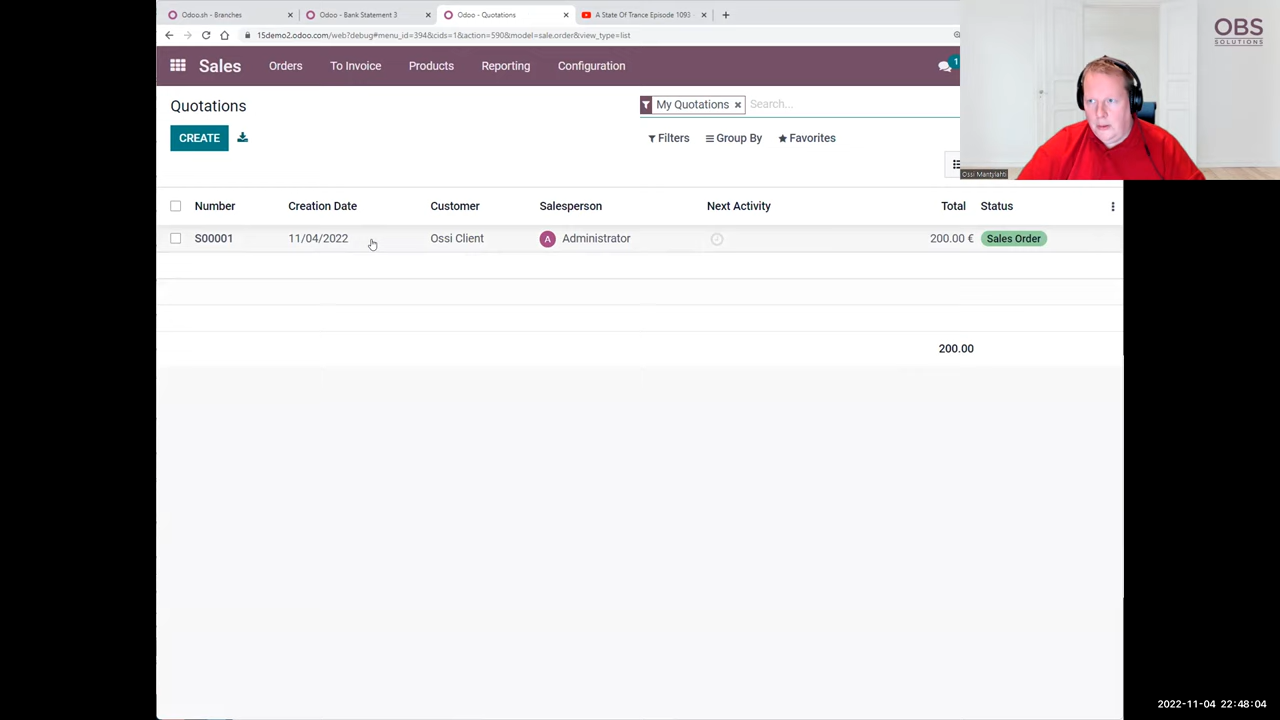 Odoo.sh - Branches
Odoo - Bank Statement 3
Odoo - Quotations
A State Of Trance Episode 1093
15demo2.odoo.com/web?debug#menu_id=394&cids=1&action=590&model=sale.order&view_type=list
Sales Orders To Invoice Products Reporting Configuration 1
OBS
SOLUTIONS
Quotations
My Quotations Search...
CREATE
Filters Group By Favorites
Ossi Mantylahti
Number Creation Date Customer Salesperson Next Activity Total Status
S00001 11/04/2022 Ossi Client A Administrator 200.00 € Sales Order
200.00
2022-11-04 22:48:04